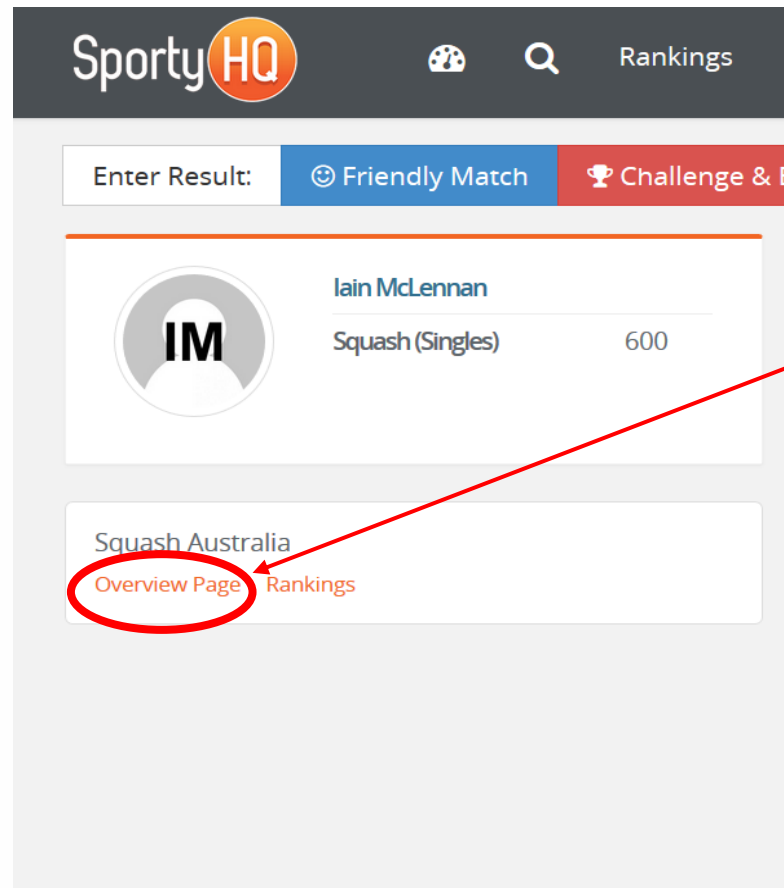 SportyHQ Rankings
Enter Result: Friendly Match Challenge &
Iain McLennan
IM
Squash (Singles) 600
Squash Australia
Overview Page Rankings